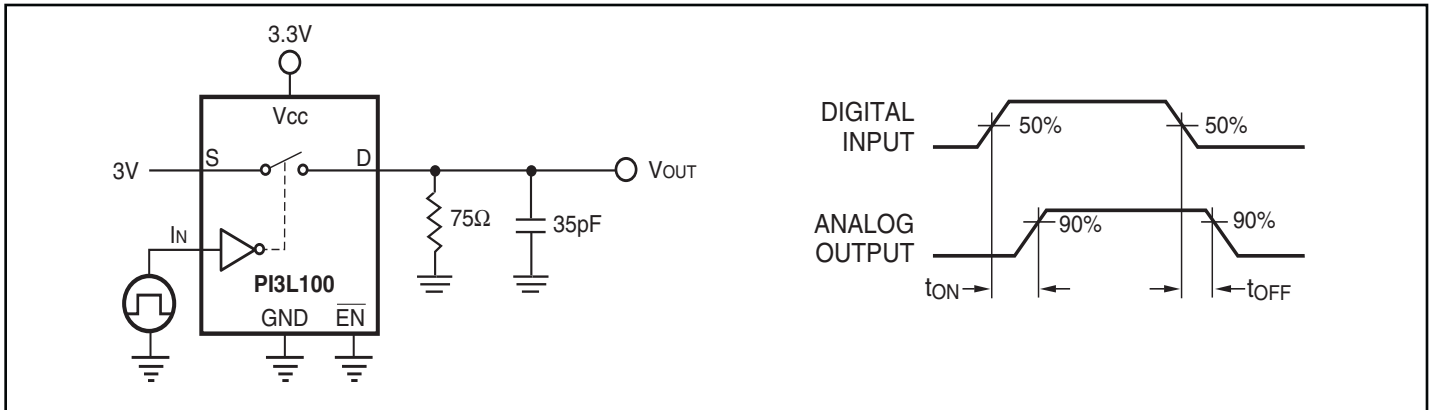 3.3V
Vcc
S
D
3V
VOUT
75Ω
35pF
IN
PI3L100
GND
EN
DIGITAL
INPUT
50%
50%
ANALOG
OUTPUT
90%
90%
tON
tOFF